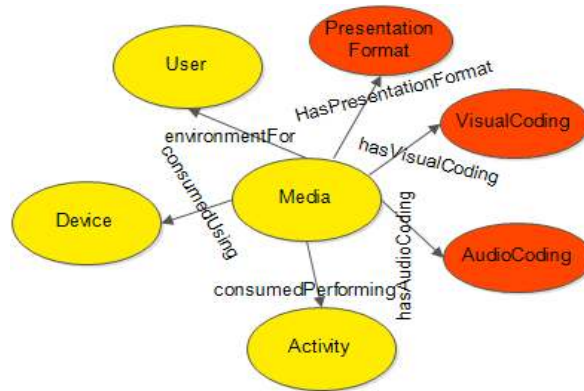 Presentation
Format
User
HasPresentationFormat
VisualCoding
environmentFor
hasVisualCoding
consumedUsing
Media
Device
hasAudioCoding
AudioCoding
consumedPerforming
Activity